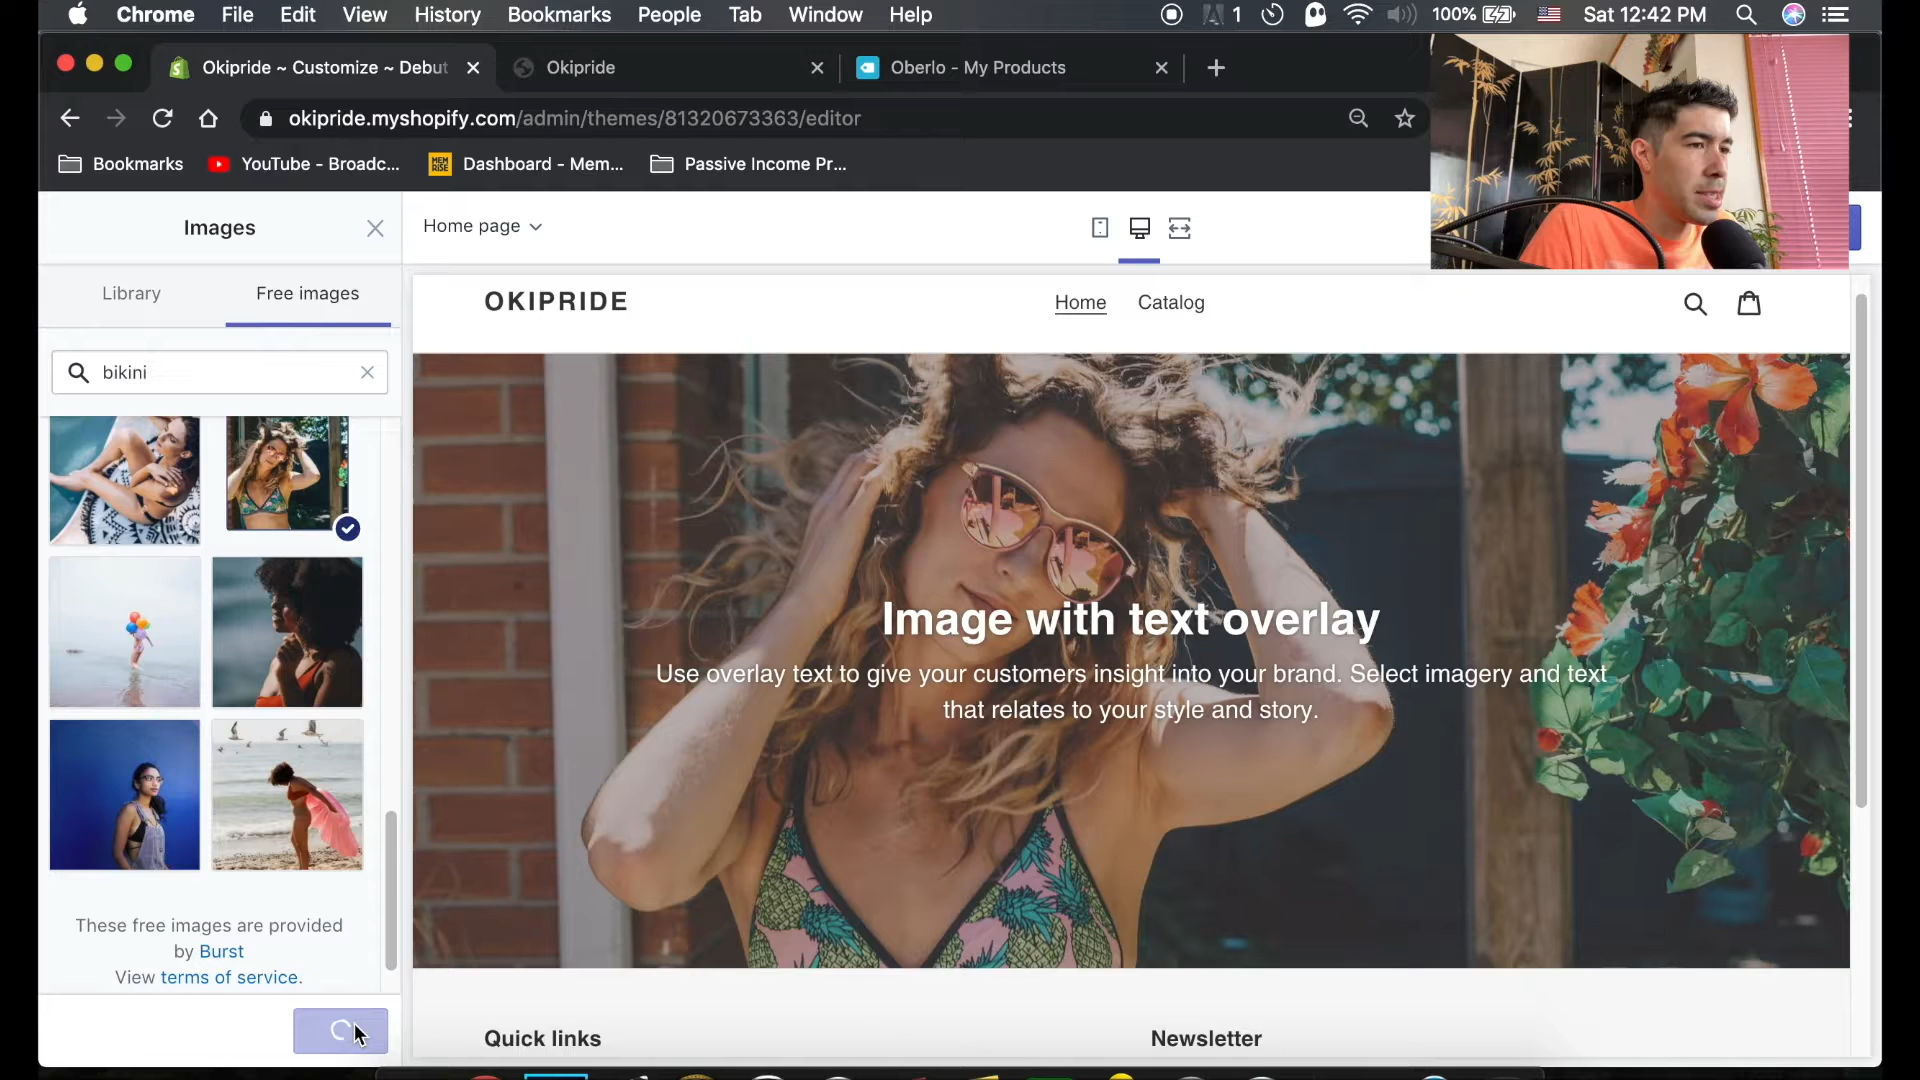 Chrome File Edit View History Bookmarks People Tab Window Help 1 100% Sat 12:42 PM
Okipride ~ Customize ~ Debut Okipride Oberlo - My Products
okipride.myshopify.com/admin/themes/81320673363/editor
Bookmarks YouTube - Broadc... MEM RISE Dashboard - Mem... Passive Income Pr...
Images
Home page
Library Free images
bikini
OKIPRIDE Home Catalog
Image with text overlay
Use overlay text to give your customers insight into your brand. Select imagery and text
that relates to your style and story.
These free images are provided
by Burst
View terms of service.
Quick links Newsletter